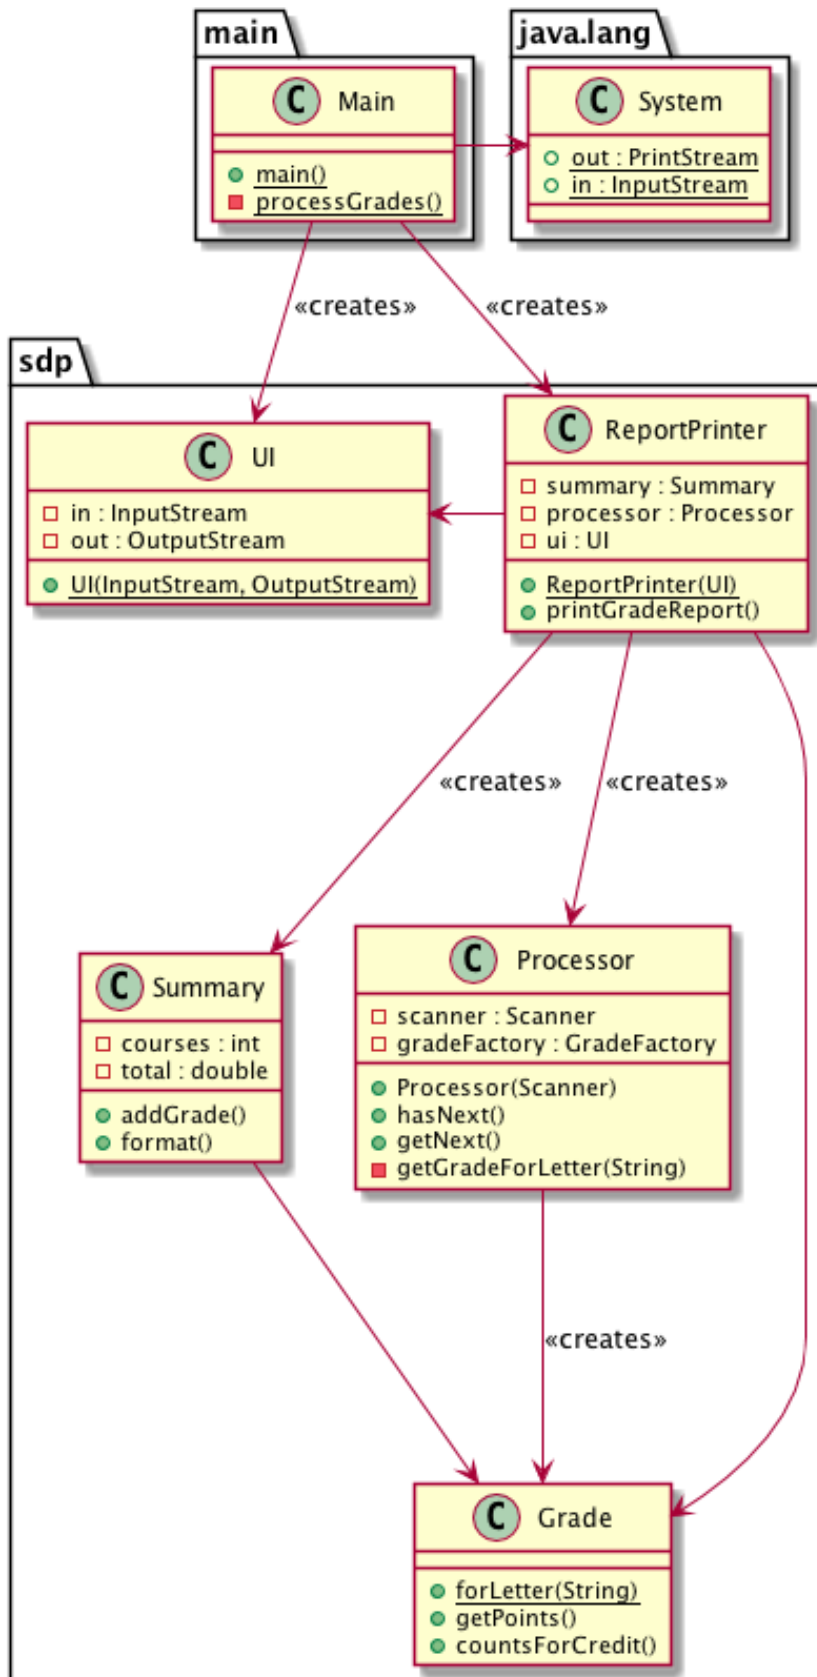 main
C Main
main()
processGrades()
java.lang
C System
out : PrintStream
in : InputStream
«creates»
«creates»
sdp
C UI
in : InputStream
out : OutputStream
UI(InputStream, OutputStream)
C ReportPrinter
summary : Summary
processor : Processor
ui : UI
ReportPrinter(UI)
printGradeReport()
«creates»
«creates»
C Summary
courses : int
total : double
addGrade()
format()
C Processor
scanner : Scanner
gradeFactory : GradeFactory
Processor(Scanner)
hasNext()
getNext()
getGradeForLetter(String)
«creates»
C Grade
forLetter(String)
getPoints()
countsForCredit()